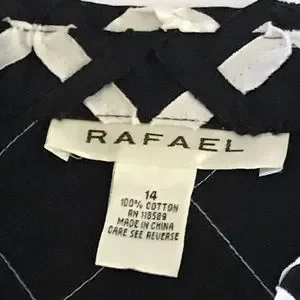 RAFAEL
14
100% COTTON
RN 118589
MADE IN CHINA
CARE SEE REVERSE